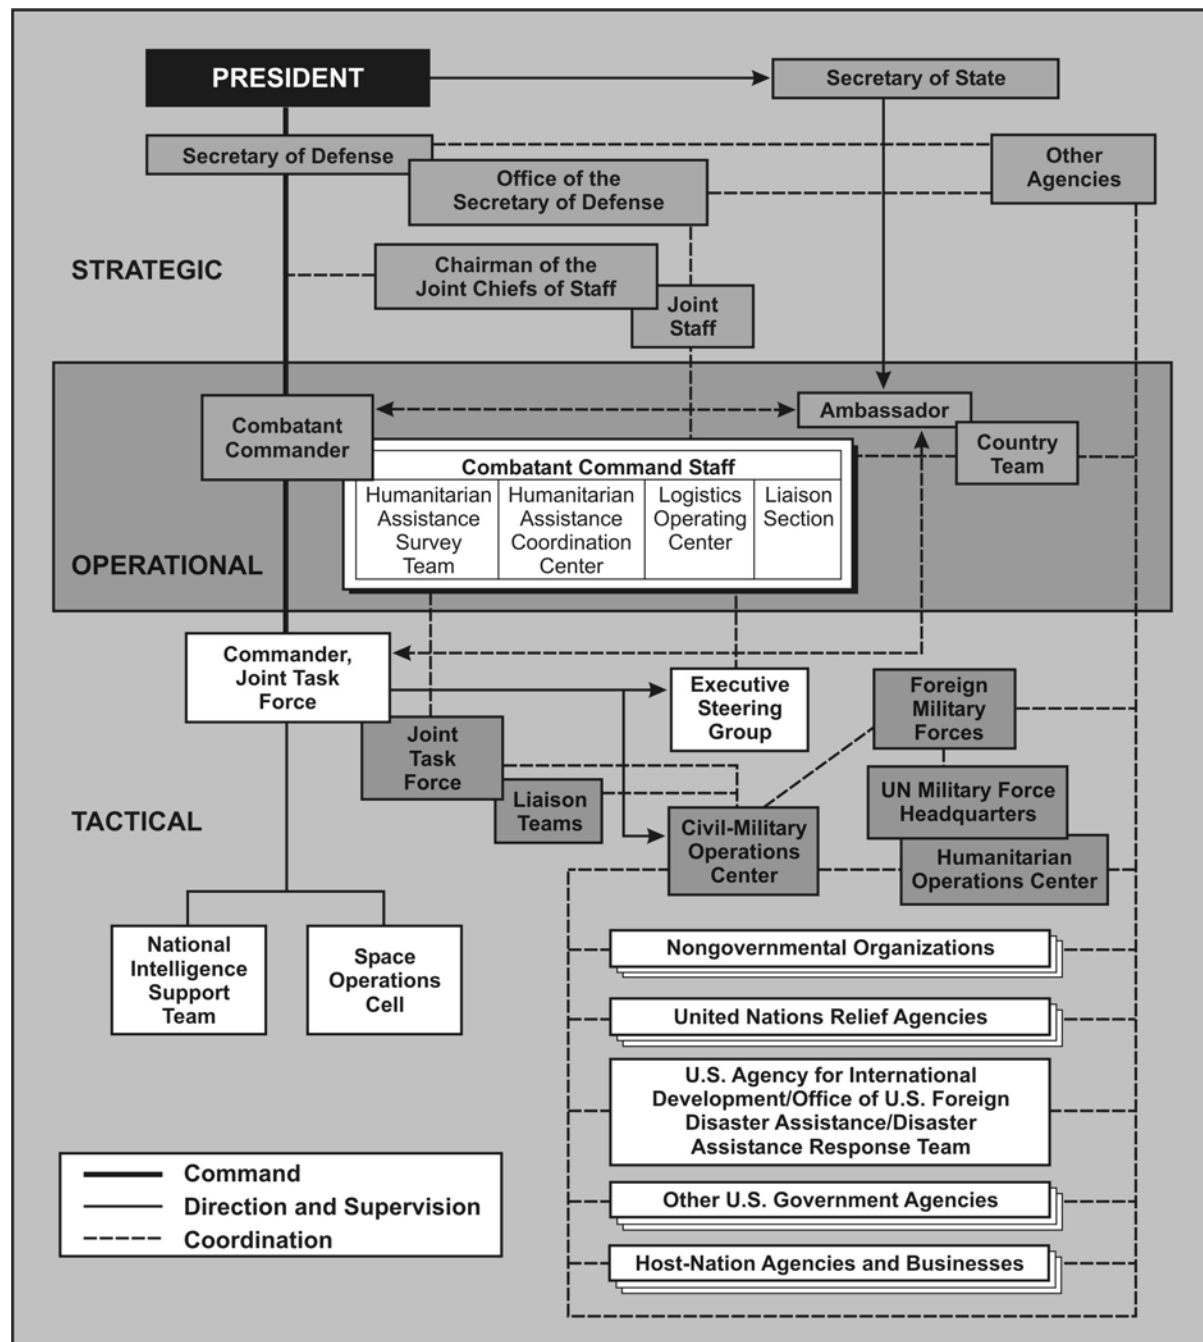 PRESIDENT
Secretary of State
Secretary of Defense
Other
Agencies
Office of the
Secretary of Defense
STRATEGIC
Chairman of the
Joint Chiefs of Staff
Joint
Staff
Combatant
Commander
Ambassador
Country
Team
Combatant Command Staff
Humanitarian
Assistance
Survey
Team
Humanitarian
Assistance
Coordination
Center
Logistics
Operating
Center
Liaison
Section
OPERATIONAL
Commander,
Joint Task
Force
Executive
Steering
Group
Foreign
Military
Forces
Joint
Task
Force
Liaison
Teams
UN Military Force
Headquarters
TACTICAL
Civil-Military
Operations
Center
Humanitarian
Operations Center
National
Intelligence
Support
Team
Space
Operations
Cell
Nongovernmental Organizations
United Nations Relief Agencies
U.S. Agency for International
Development/Office of U.S. Foreign
Disaster Assistance/Disaster
Assistance Response Team
Other U.S. Government Agencies
Host-Nation Agencies and Businesses
Command
Direction and Supervision
Coordination